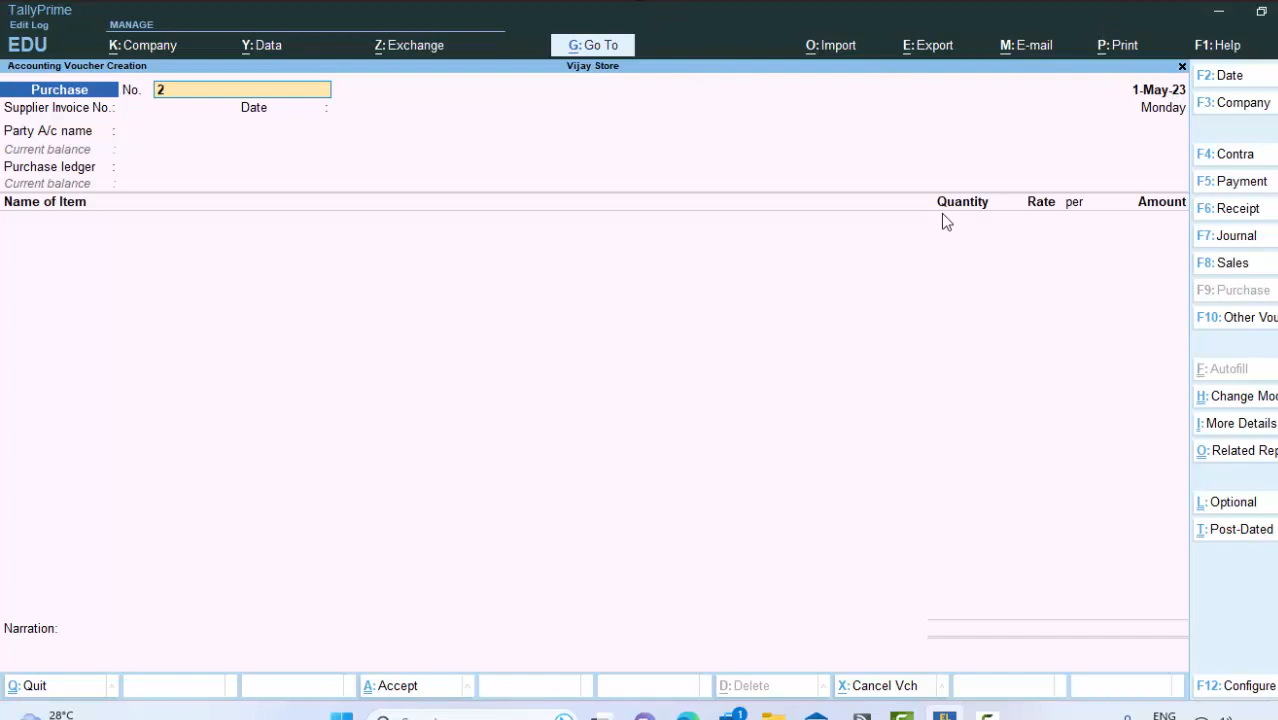 TallyPrime
Edit Log
MANAGE
EDU
K: Company
Y: Data
Z: Exchange
G: Go To
O: Import
E: Export
M: E-mail
P: Print
F1: Help
Accounting Voucher Creation
Vijay Store
Purchase No. 2
1-May-23
Supplier Invoice No.: Date :
Monday
Party A/c name :
Current balance :
Purchase ledger :
Current balance :
Name of Item Quantity Rate per Amount
Narration:
F2: Date
F3: Company
F4: Contra
F5: Payment
F6: Receipt
F7: Journal
F8: Sales
F9: Purchase
F10: Other Vou
F: Autofill
H: Change Mod
I: More Details
O: Related Rep
L: Optional
T: Post-Dated
Q: Quit
A: Accept
D: Delete
X: Cancel Vch
F12: Configure
28°C
1
ENG